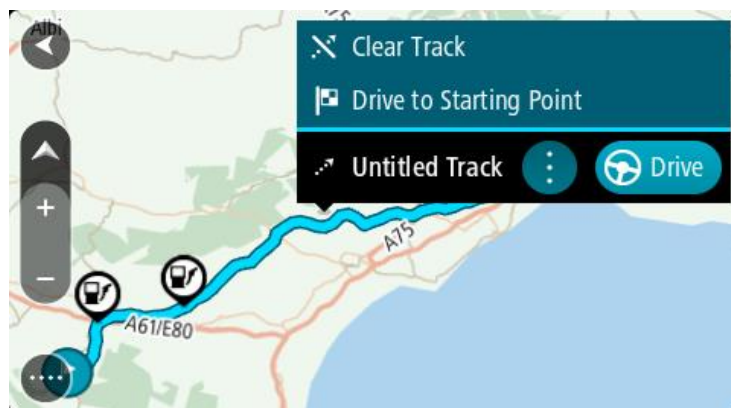 Albi
Clear Track
Drive to Starting Point
Untitled Track
Drive
A75
A61/E80